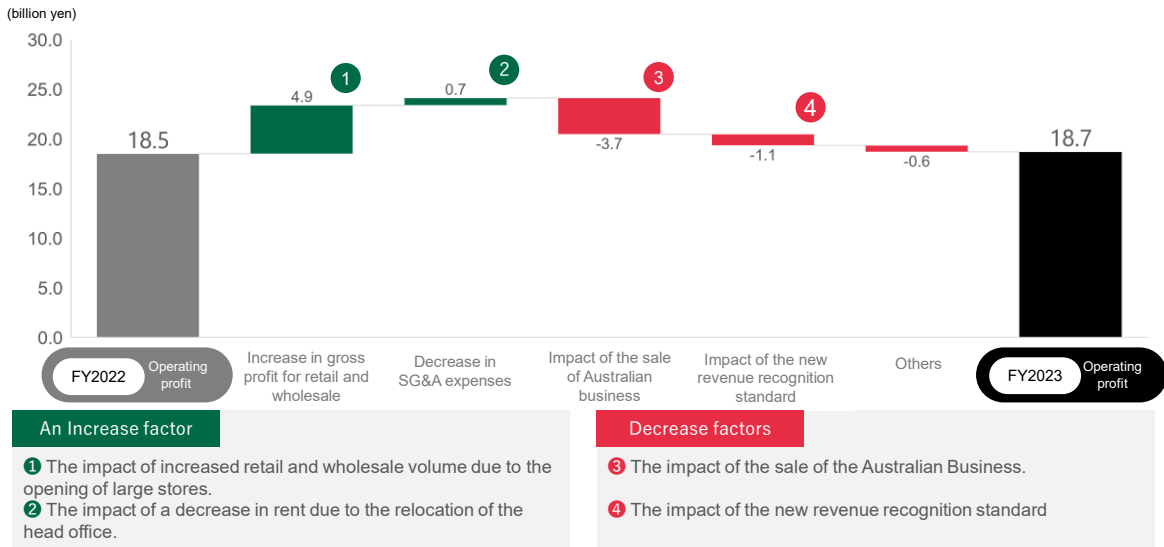 (billion yen)
30.0
25.0
20.0
15.0
10.0
5.0
0.0
18.5
4.9
1
0.7
2
3
-3.7
4
-1.1
-0.6
18.7
FY2022
Operating
profit
Increase in gross
profit for retail and
wholesale
Decrease in
SG&A expenses
Impact of the sale
of Australian
business
Impact of the new
revenue recognition
standard
Others
FY2023
Operating
profit
An Increase factor
❶ The impact of increased retail and wholesale volume due to the
opening of large stores.
❷ The impact of a decrease in rent due to the relocation of the
head office.
Decrease factors
❸ The impact of the sale of the Australian Business.
❹ The impact of the new revenue recognition standard